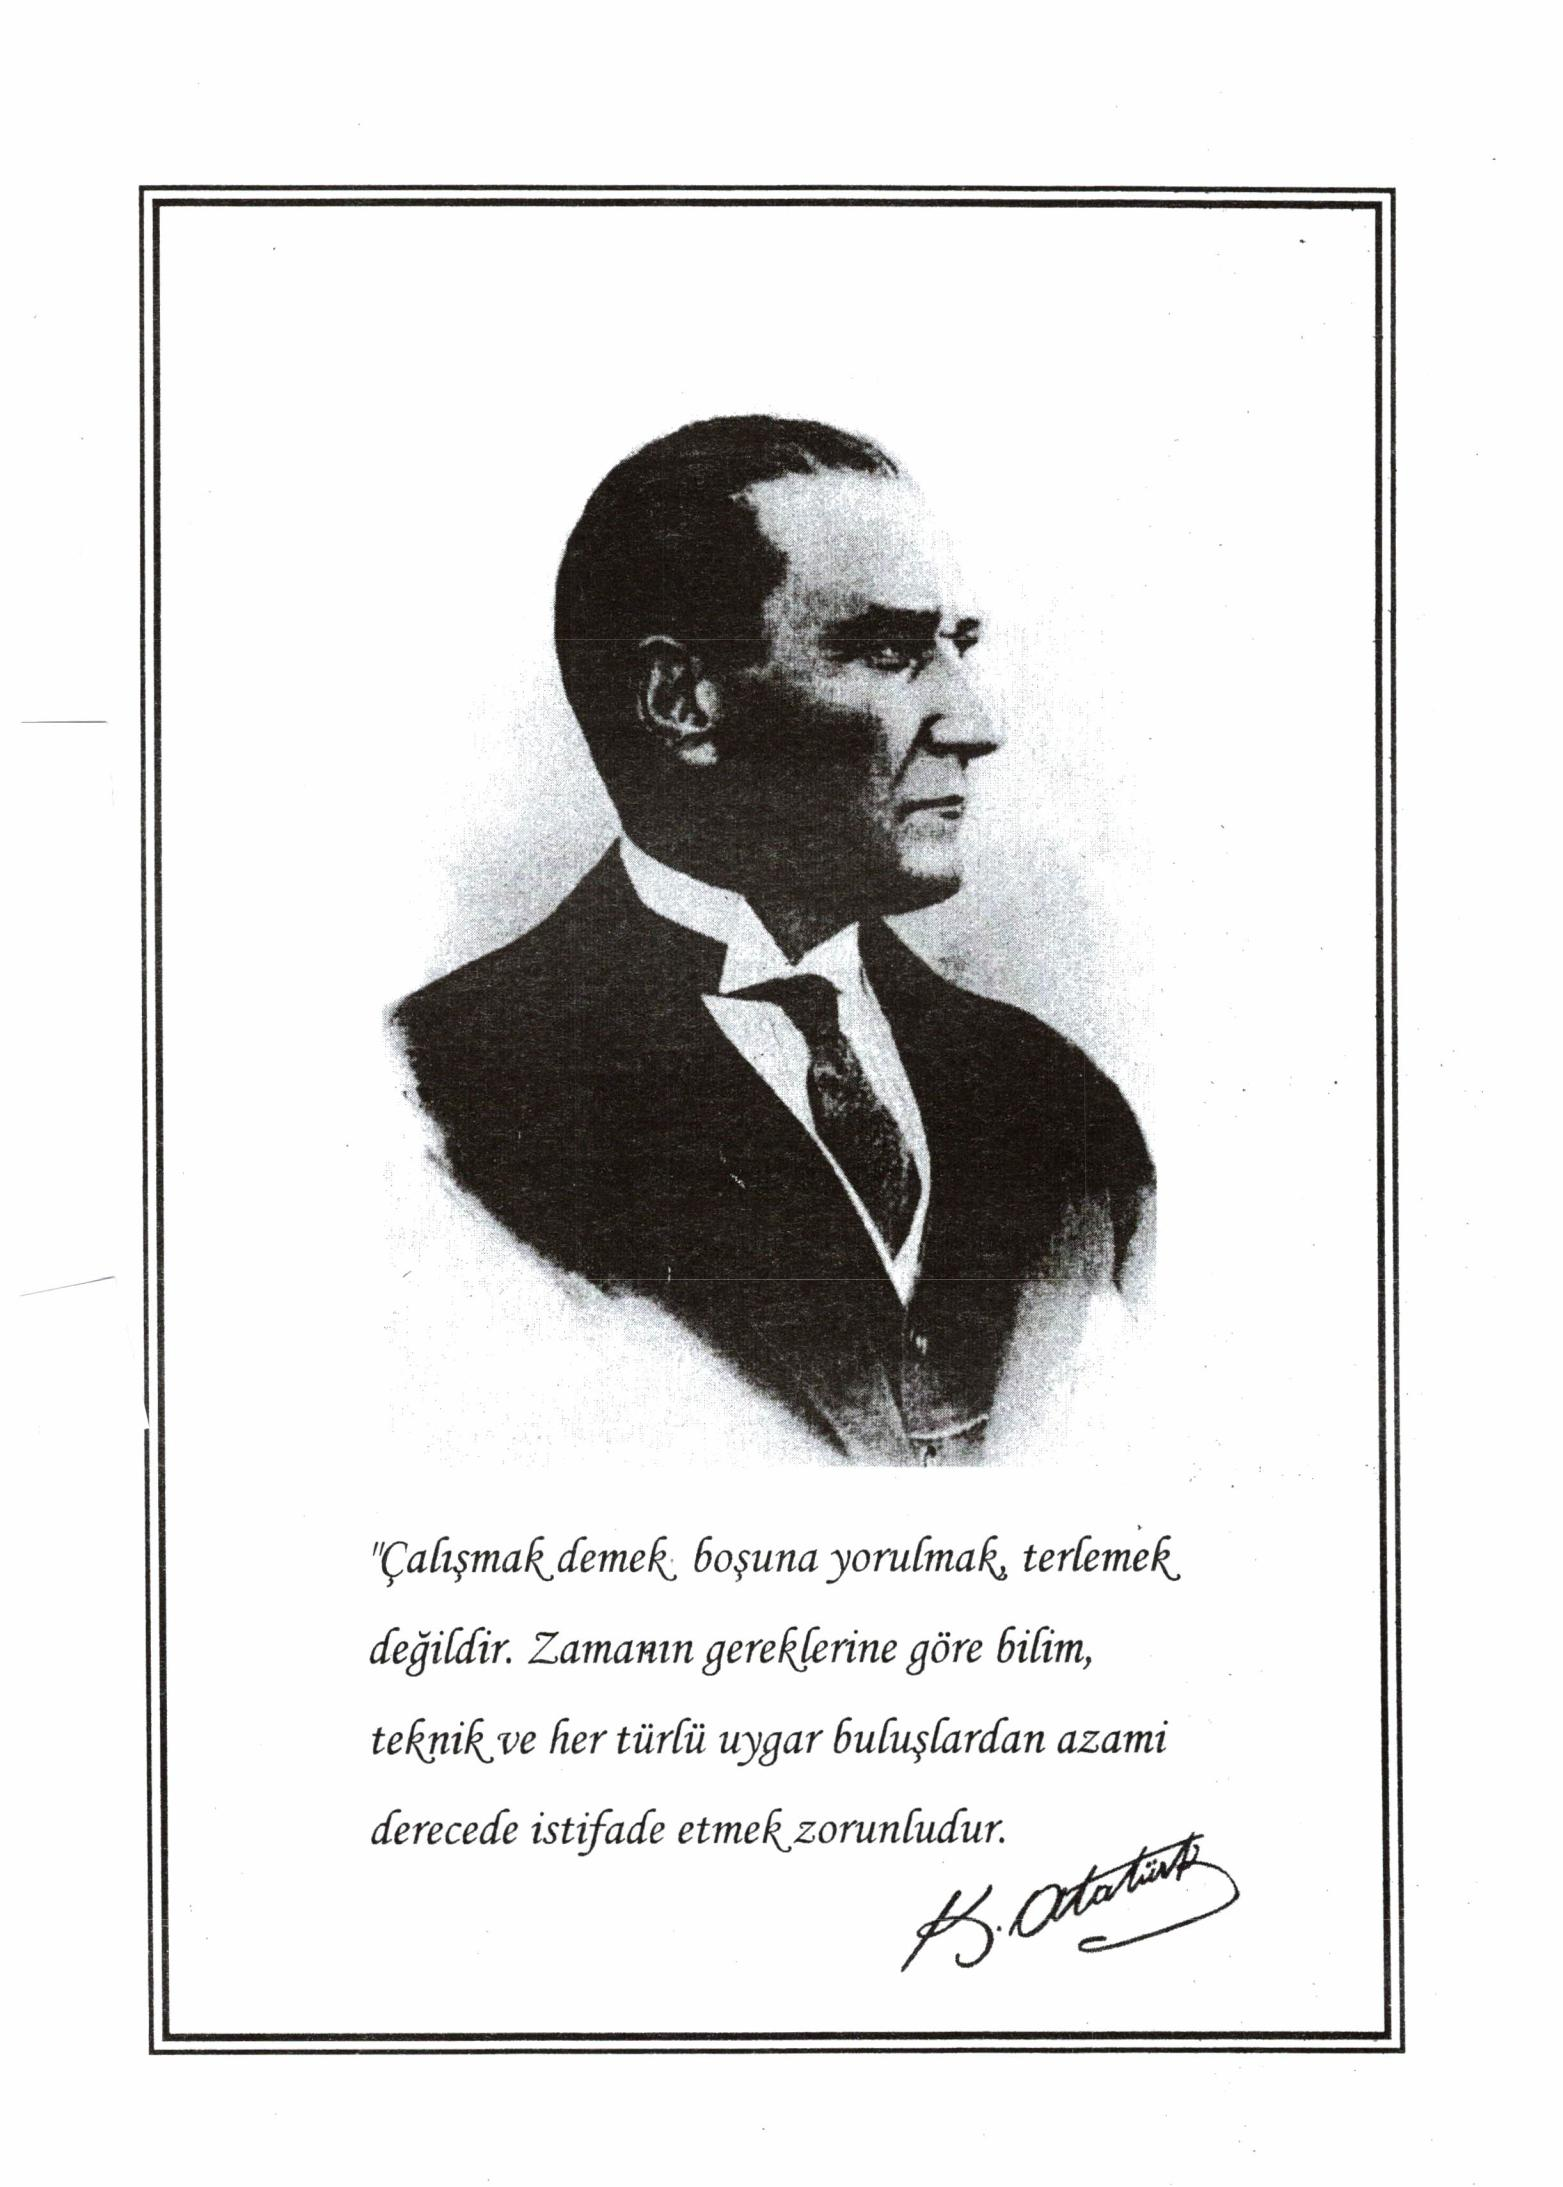 "Çalışmak demek boşuna yorulmak, terlemek
değildir. Zamanın gereklerine göre bilim,
teknik ve her türlü uygar buluşlardan azami
derecede istifade etmek zorunludur.
K. Atatürk